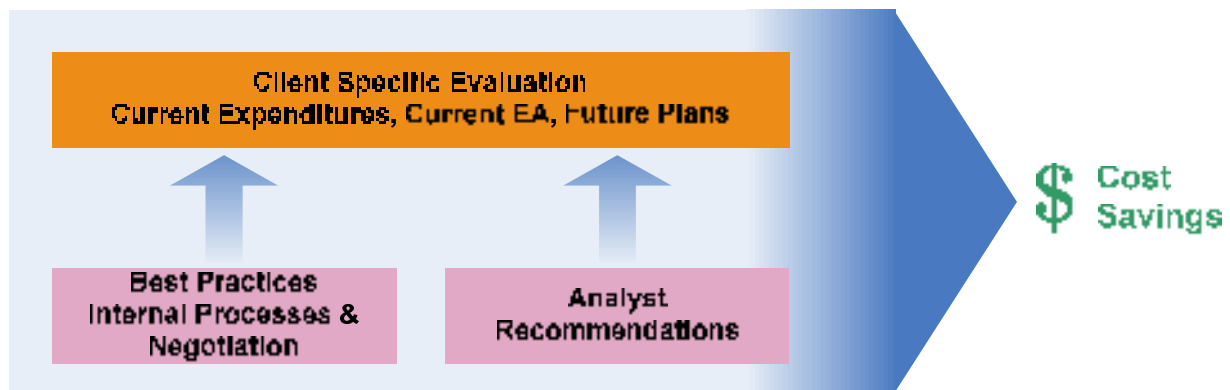 Client Specific Evaluation
Current Expenditures, Current EA, Future Plans
Best Practices
Internal Processes &
Negotiation
Analyst
Recommendations
$ Cost
Savings